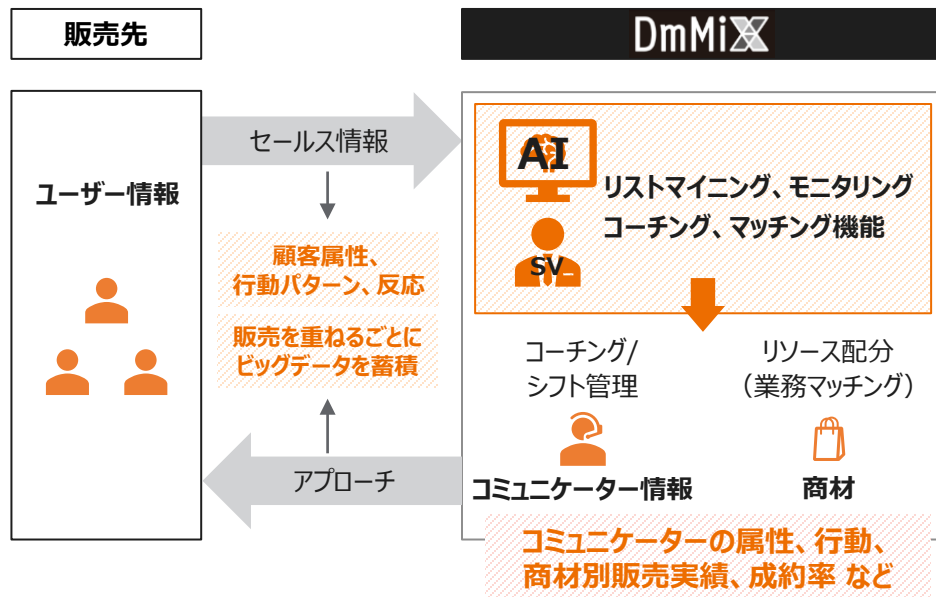 販売先
DmMiX
ユーザー情報
セールス情報
顧客属性、
行動パターン、反応
販売を重ねるごとに
ビッグデータを蓄積
アプローチ
AI
リストマイニング、モニタリング
コーチング、マッチング機能
SV
コーチング/
シフト管理
コミュニケーター情報
リソース配分
（業務マッチング）
商材
コミュニケーターの属性、行動、
商材別販売実績、成約率 など